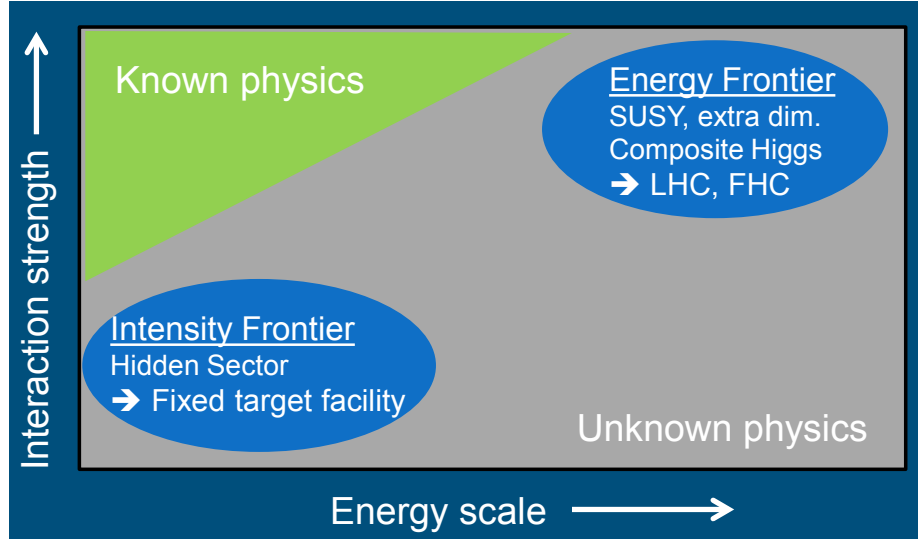 Interaction strength
Known physics
Energy Frontier
SUSY, extra dim.
Composite Higgs
➔ LHC, FHC
Intensity Frontier
Hidden Sector
➔ Fixed target facility
Unknown physics
Energy scale